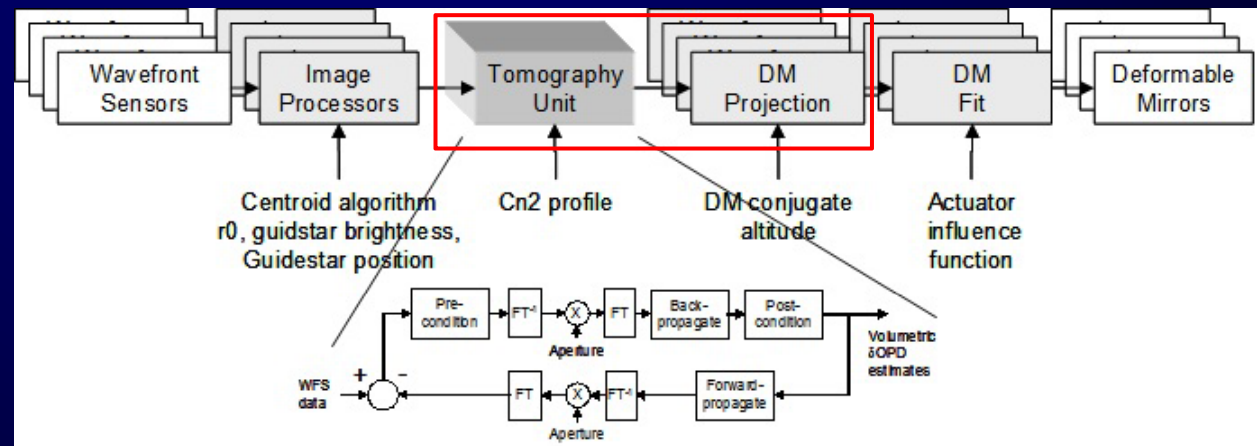 Wavefront
Sensors
Image
Processors
Tomography
Unit
DM
Projection
DM
Fit
Deformable
Mirrors
Centroid algorithm
r0, guidstar brightness,
Guidestar position
Cn2 profile
DM conjugate
altitude
Actuator
influence
function
Pre-
condition
FT-1
X
FT
Back-
propagate
Post-
condition
Aperture
Volumetric
δOPD
estimates
+
-
WFS
data
FT
X
FT-1
Forward-
propagate
Aperture